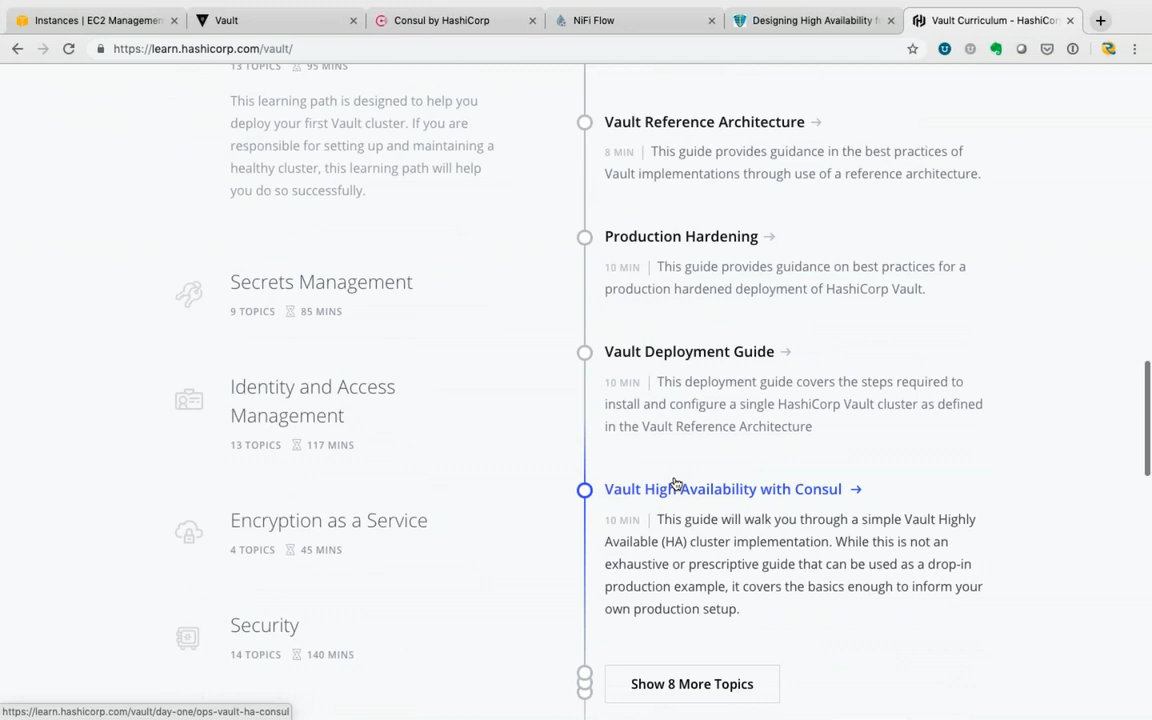 Instances | EC2 Managemen
Vault
Consul by HashiCorp
NiFi Flow
Designing High Availability f
Vault Curriculum - HashiCor
https://learn.hashicorp.com/vault/
13 TOPICS 95 MINS
This learning path is designed to help you
deploy your first Vault cluster. If you are
responsible for setting up and maintaining a
healthy cluster, this learning path will help
you do so successfully.
Secrets Management
9 TOPICS 85 MINS
Identity and Access
Management
13 TOPICS 117 MINS
Encryption as a Service
4 TOPICS 45 MINS
Security
14 TOPICS 140 MINS
Vault Reference Architecture →
8 MIN | This guide provides guidance in the best practices of
Vault implementations through use of a reference architecture.
Production Hardening →
10 MIN | This guide provides guidance on best practices for a
production hardened deployment of HashiCorp Vault.
Vault Deployment Guide →
10 MIN | This deployment guide covers the steps required to
install and configure a single HashiCorp Vault cluster as defined
in the Vault Reference Architecture
Vault High Availability with Consul →
10 MIN | This guide will walk you through a simple Vault Highly
Available (HA) cluster implementation. While this is not an
exhaustive or prescriptive guide that can be used as a drop-in
production example, it covers the basics enough to inform your
own production setup.
Show 8 More Topics
https://learn.hashicorp.com/vault/day-one/ops-vault-ha-consul